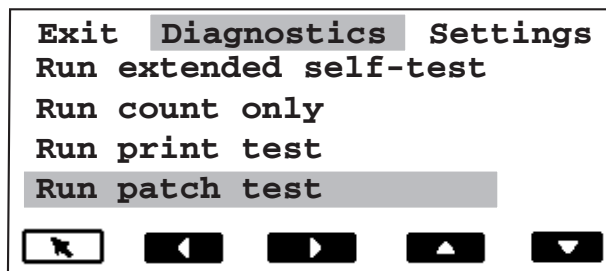 Exit Diagnostics Settings
Run extended self-test
Run count only
Run print test
Run patch test